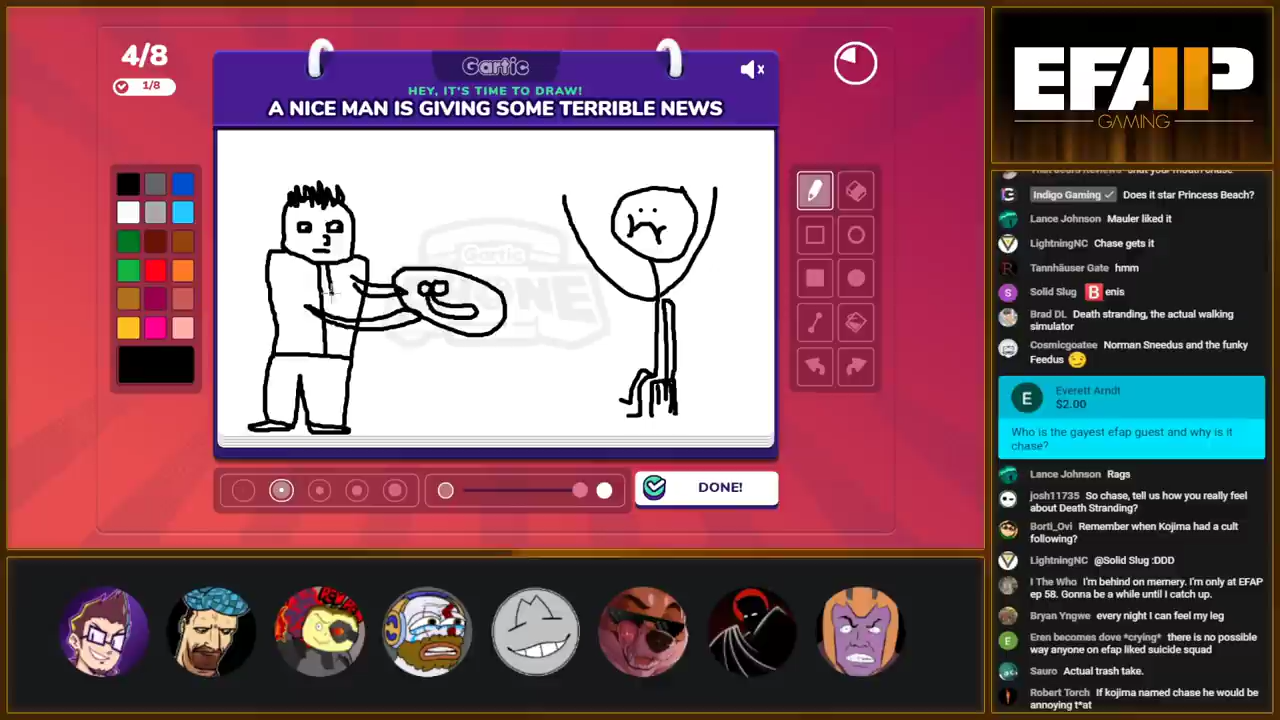 4/8
1/8
Gartic
HEY, IT'S TIME TO DRAW!
A NICE MAN IS GIVING SOME TERRIBLE NEWS
Gartic
PHONE
DONE!
EFAP
GAMING
shut your mouth chase.
Indigo Gaming ✓ Does it star Princess Beach?
Lance Johnson Mauler liked it
LightningNC Chase gets it
Tannhäuser Gate hmm
Solid Slug B enis
Brad DL Death stranding, the actual walking
simulator
Cosmicgoatee Norman Sneedus and the funky
Feedus
E
Everett Arndt
$2.00
Who is the gayest efap guest and why is it
chase?
Lance Johnson Rags
josh11735 So chase, tell us how you really feel
about Death Stranding?
Borti_Ovi Remember when Kojima had a cult
following?
LightningNC @Solid Slug :DDD
I The Who I'm behind on memery. I'm only at EFAP
ep 58. Gonna be a while until I catch up.
Bryan Yngwe every night I can feel my leg
Eren becomes dove *crying* there is no possible
way anyone on efap liked suicide squad
Sauro Actual trash take.
Robert Torch If kojima named chase he would be
annoying t*at